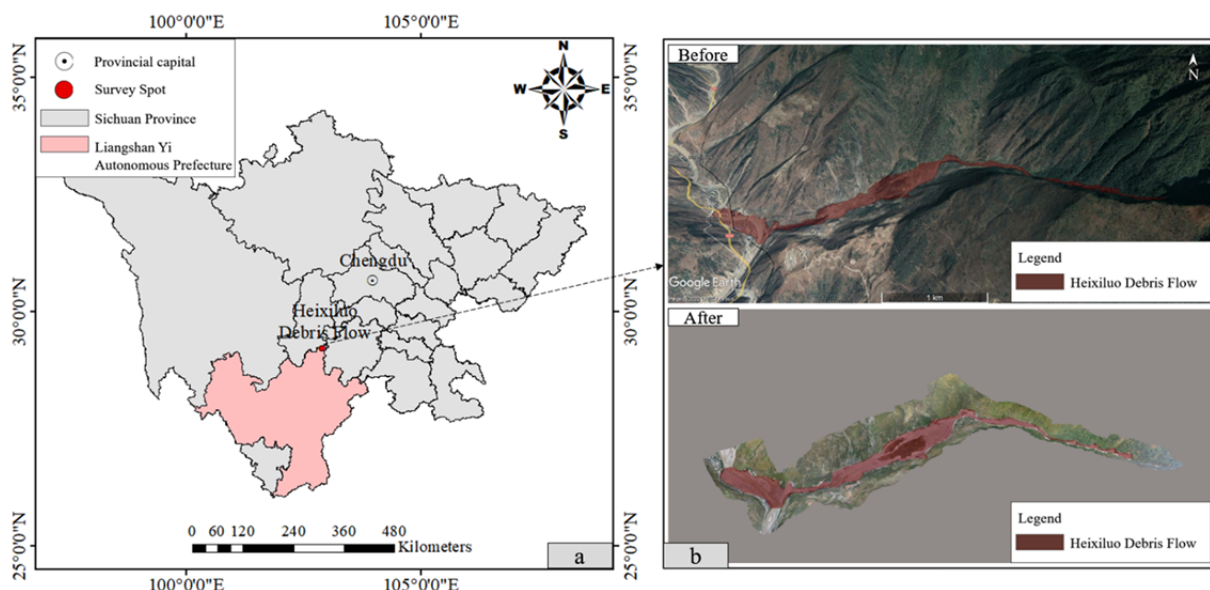 100°0'0"E
105°0'0"E
35°0'0"N
30°0'0"N
25°0'0"N
Provincial capital
Survey Spot
Sichuan Province
Liangshan Yi
Autonomous Prefecture
N
W
E
S
Chengdu
Heixiluo
Debris Flow
0
60
120
240
360
480
Kilometers
a
35°0'0"N
30°0'0"N
25°0'0"N
100°0'0"E
105°0'0"E
Before
N
Google Earth
1 km
Legend
Heixiluo Debris Flow
After
Legend
Heixiluo Debris Flow
b